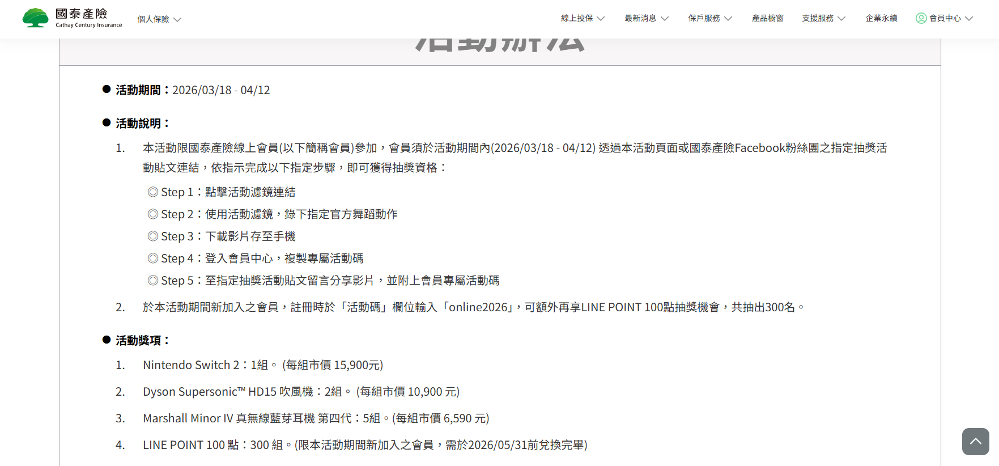 國泰產險
Cathay Century Insurance
個人保險
線上投保
最新消息
保戶服務
產品櫥窗
支援服務
企業永續
會員中心
活動辦法
● 活動期間：2026/03/18 - 04/12
● 活動說明：
1. 本活動限國泰產險線上會員(以下簡稱會員)參加，會員須於活動期間內(2026/03/18 - 04/12) 透過本活動頁面或國泰產險Facebook粉絲團之指定抽獎活
動貼文連結，依指示完成以下指定步驟，即可獲得抽獎資格：
◎ Step 1：點擊活動濾鏡連結
◎ Step 2：使用活動濾鏡，錄下指定官方舞蹈動作
◎ Step 3：下載影片存至手機
◎ Step 4：登入會員中心，複製專屬活動碼
◎ Step 5：至指定抽獎活動貼文留言分享影片，並附上會員專屬活動碼
2. 於本活動期間新加入之會員，註冊時於「活動碼」欄位輸入「online2026」，可額外再享LINE POINT 100點抽獎機會，共抽出300名。
● 活動獎項：
1. Nintendo Switch 2：1組。 (每組市價 15,900元)
2. Dyson Supersonic™ HD15 吹風機：2組。 (每組市價 10,900 元)
3. Marshall Minor IV 真無線藍芽耳機 第四代：5組。(每組市價 6,590 元)
4. LINE POINT 100 點：300 組。(限本活動期間新加入之會員，需於2026/05/31前兌換完畢)